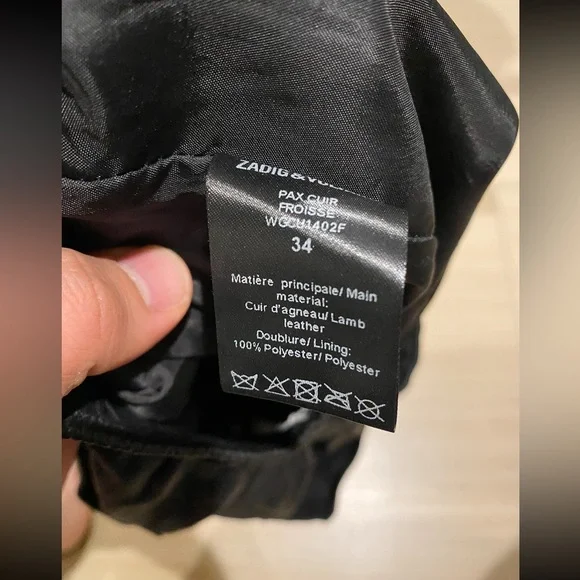 ZADIG & VOL
PAX CUIR
FROISSE
WGCU1402F
34
Matière principale/ Main
material:
Cuir d'agneau/ Lamb
leather
Doublure/ Lining:
100% Polyester/ Polyester